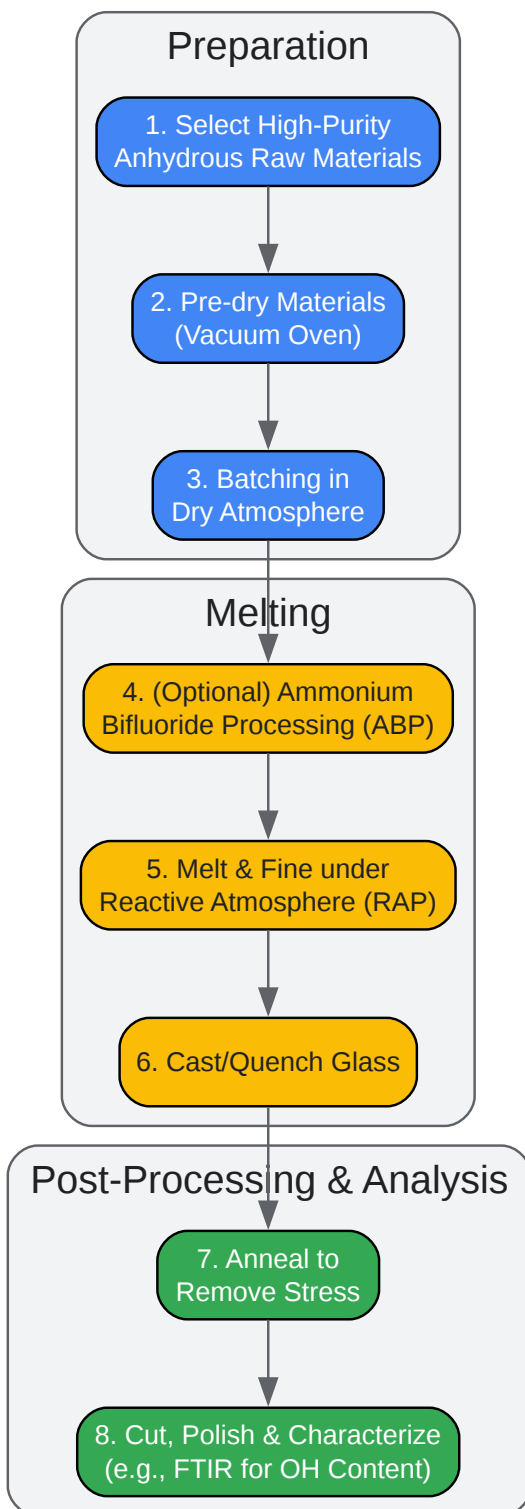 Preparation
1. Select High-Purity
Anhydrous Raw Materials
2. Pre-dry Materials
(Vacuum Oven)
3. Batching in
Dry Atmosphere
Melting
4. (Optional) Ammonium
Bifluoride Processing (ABP)
5. Melt & Fine under
Reactive Atmosphere (RAP)
6. Cast/Quench Glass
Post-Processing & Analysis
7. Anneal to
Remove Stress
8. Cut, Polish & Characterize
(e.g., FTIR for OH Content)